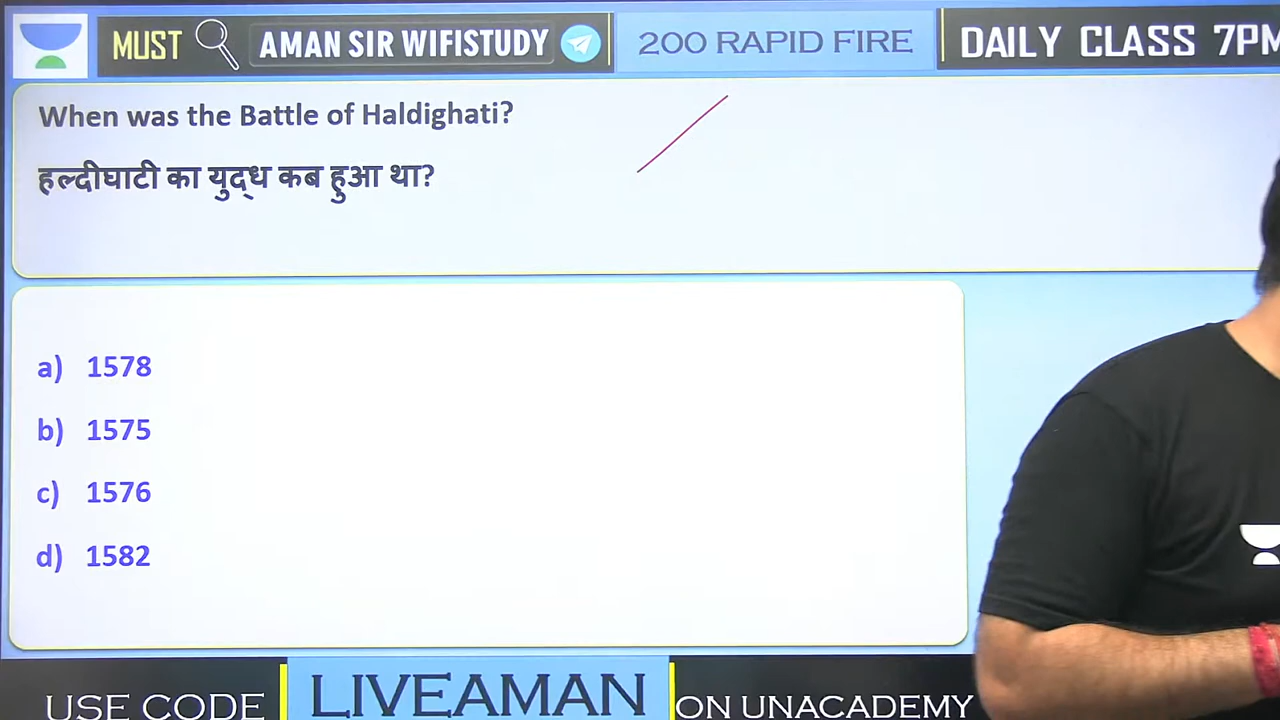 MUST AMAN SIR WIFISTUDY 200 RAPID FIRE DAILY CLASS 7PM
When was the Battle of Haldighati?
हल्दीघाटी का युद्ध कब हुआ था?
a) 1578
b) 1575
c) 1576
d) 1582
USE CODE LIVEAMAN ON UNACADEMY